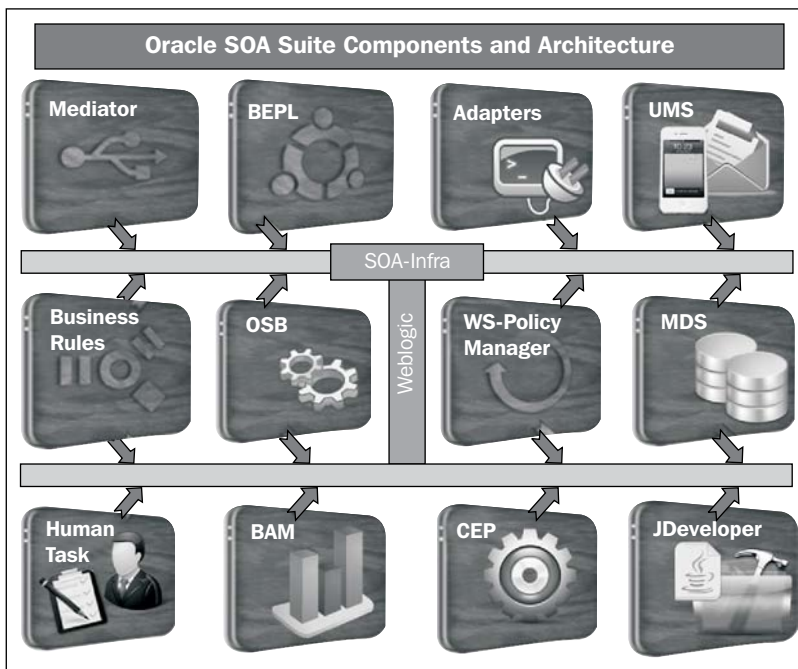 Oracle SOA Suite Components and Architecture
Mediator
BEPL
Adapters
UMS
SOA-Infra
Weblogic
Business
Rules
OSB
WS-Policy
Manager
MDS
Human
Task
BAM
CEP
JDeveloper